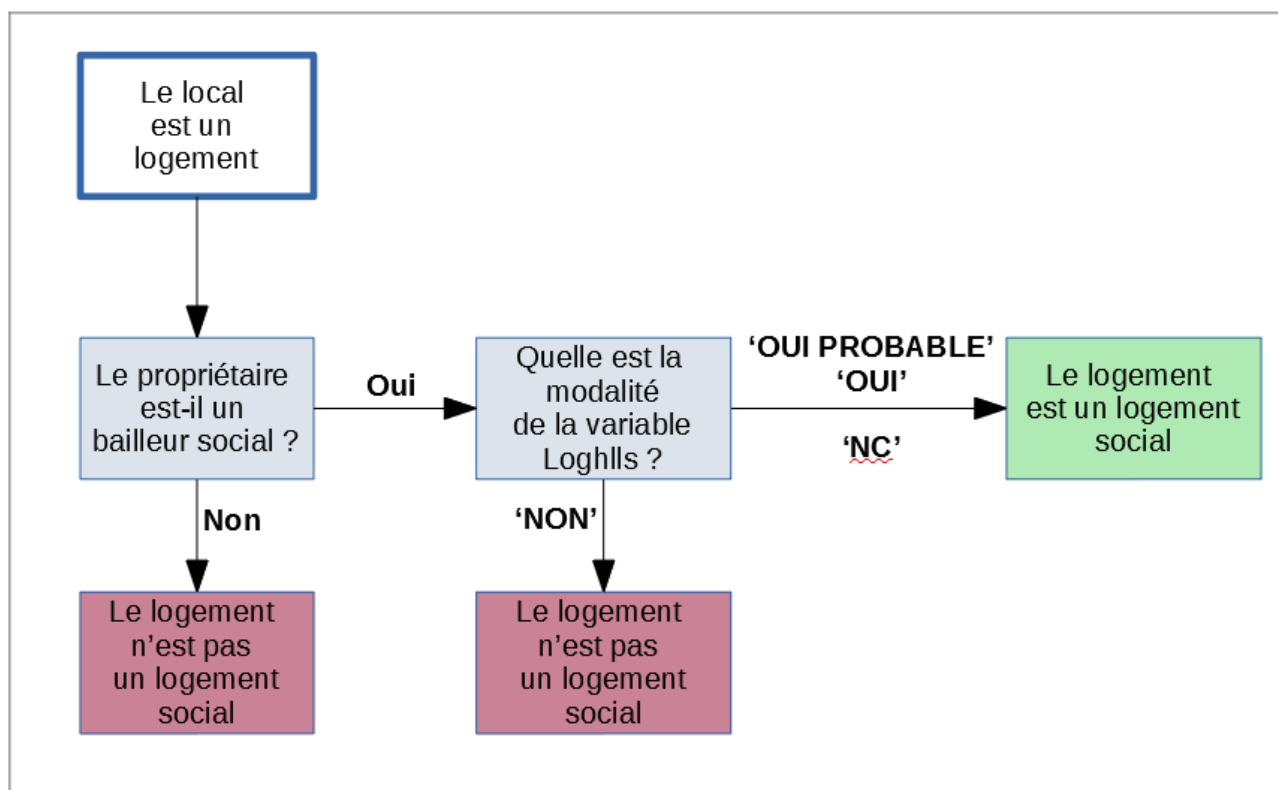 Le local
est un
logement
Le propriétaire
est-il un
bailleur social ?
Oui
Quelle est la
modalité
de la variable
Loghlls ?
‘OUI PROBABLE’
‘OUI’
‘NC’
Le logement
est un logement
social
Non
‘NON’
Le logement
n’est pas
un logement
social
Le logement
n’est pas
un logement
social